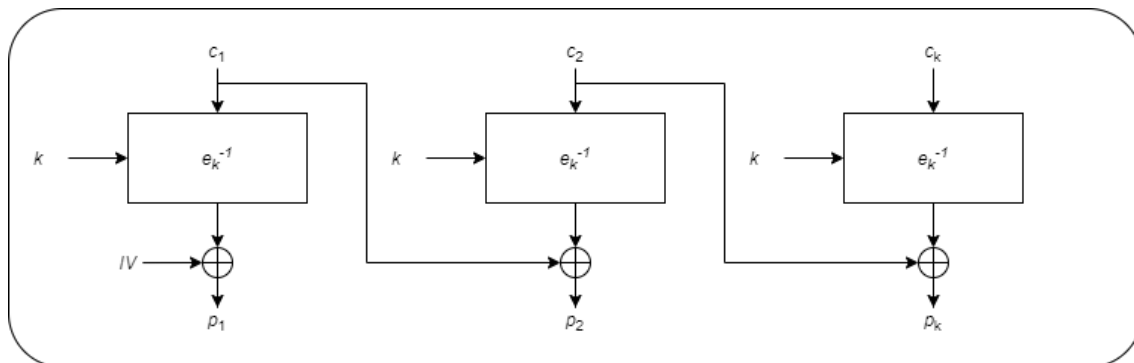 c₁ c₂ cₖ
k eₖ⁻¹ k eₖ⁻¹ k eₖ⁻¹
IV
p₁ p₂ pₖ